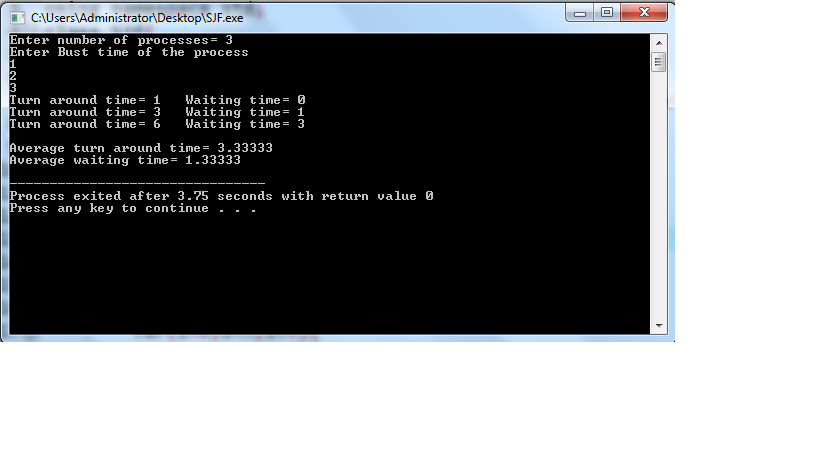 C:\Users\Administrator\Desktop\SJF.exe
Enter number of processes= 3
Enter Bust time of the process
1
2
3
Turn around time= 1   Waiting time= 0
Turn around time= 3   Waiting time= 1
Turn around time= 6   Waiting time= 3
Average turn around time= 3.33333
Average waiting time= 1.33333
--------------------------------
Process exited after 3.75 seconds with return value 0
Press any key to continue . . .